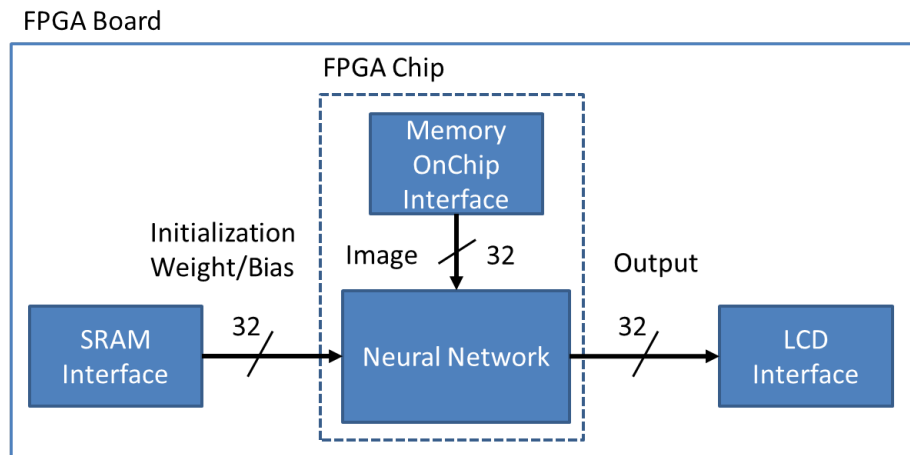 FPGA Board
FPGA Chip
Memory
OnChip
Interface
Initialization
Weight/Bias
Image
32
Output
32
32
SRAM
Interface
Neural Network
LCD
Interface